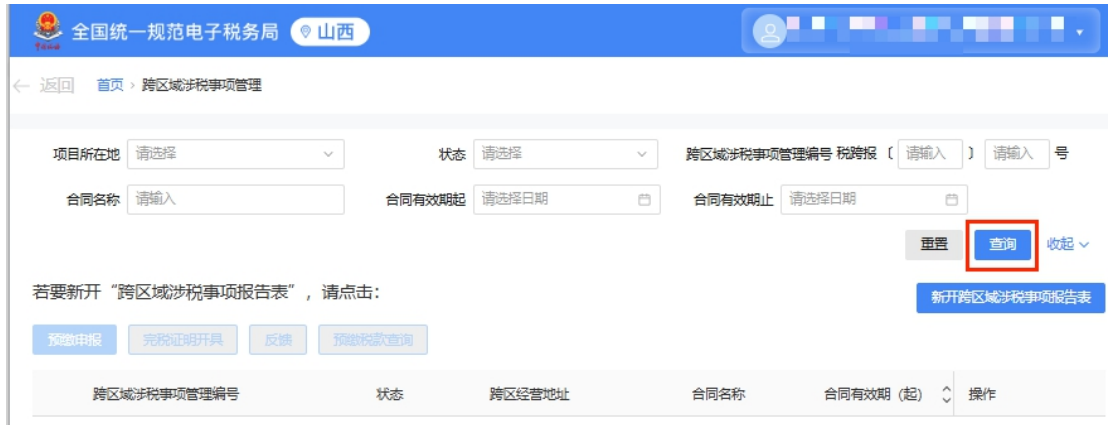 全国统一规范电子税务局 山西
返回 首页 > 跨区域涉税事项管理
项目所在地 请选择 状态 请选择 跨区域涉税事项管理编号 税跨报〔 请输入 〕 请输入 号
合同名称 请输入 合同有效期起 请选择日期 合同有效期止 请选择日期
重置 查询 收起
若要新开“跨区域涉税事项报告表”，请点击： 新开跨区域涉税事项报告表
预缴申报 完税证明开具 反馈 预缴税款查询
跨区域涉税事项管理编号 状态 跨区经营地址 合同名称 合同有效期（起） 操作